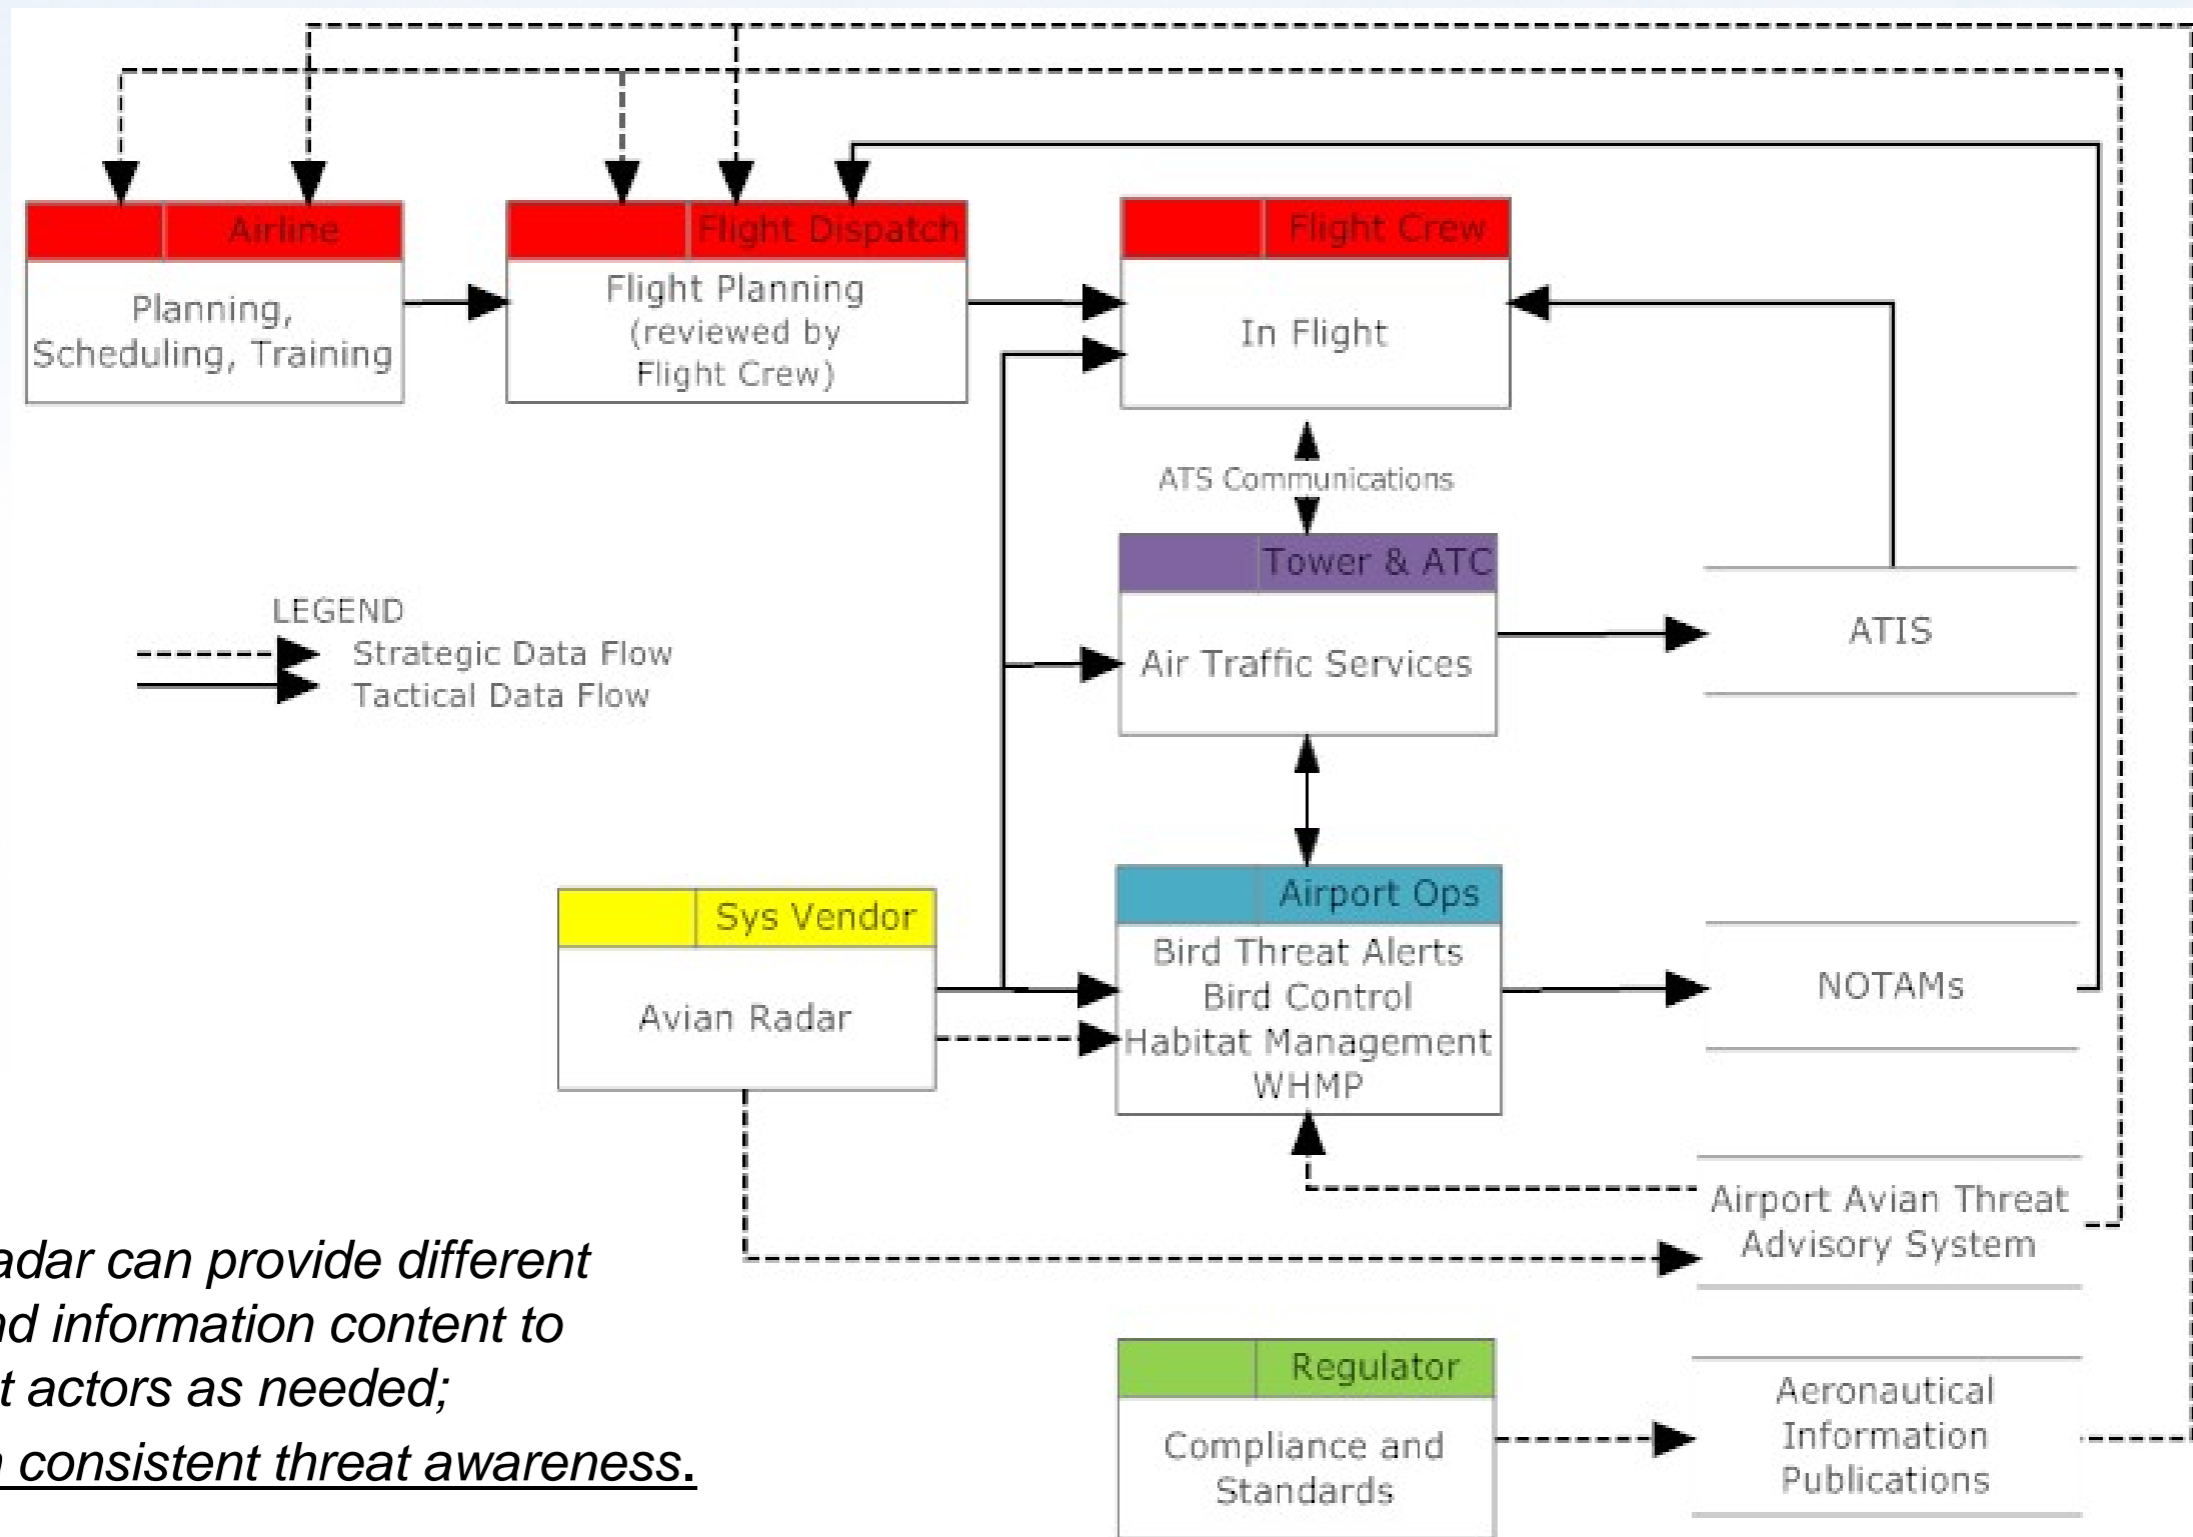 Airline
Planning,
Scheduling, Training
Flight Dispatch
Flight Planning
(reviewed by
Flight Crew)
Flight Crew
In Flight
ATS Communications
Tower & ATC
Air Traffic Services
ATIS
LEGEND
Strategic Data Flow
Tactical Data Flow
Sys Vendor
Avian Radar
Airport Ops
Bird Threat Alerts
Bird Control
Habitat Management
WHMP
NOTAMs
Airport Avian Threat
Advisory System
Regulator
Compliance and
Standards
Aeronautical
Information
Publications
can provide different
information content to
actors as needed;
consistent threat awareness.